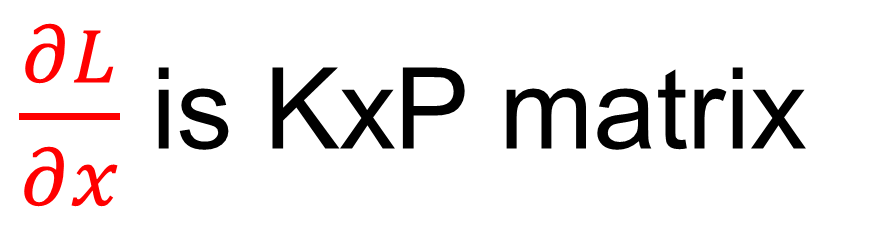 ∂L/∂x is KxP matrix